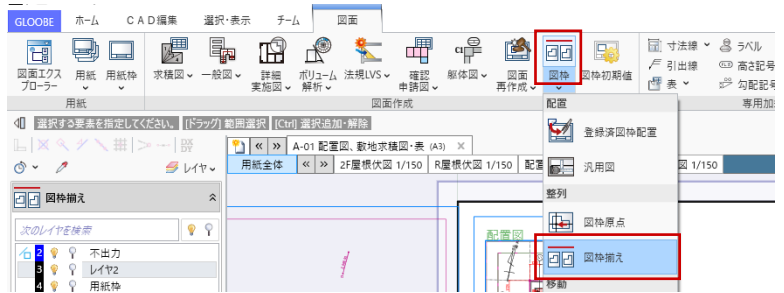 GLOOBE ホーム CAD編集 選択・表示 チーム 図面
図面エクスプローラー 用紙 用紙枠 求積図 一般図 詳細実施図 ボリューム解析 法規LVS 確認申請図 躯体図 図面再作成 図枠 図枠初期値 寸法線 ラベル
引出線 高さ記号
表 勾配記
用紙 図面作成 専用加
選択する要素を指定してください。 [ドラッグ] 範囲選択 [Ctrl] 選択追加・解除
A-01 配置図、敷地求積図・表 (A3)
レイヤ 用紙全体 2F屋根伏図 1/150 R屋根伏図 1/150 配置 図 1/150
図枠揃え
次のレイヤを検索
2 不出力
3 レイヤ2
4 用紙枠
配置図
配置
登録済図枠配置
汎用図
整列
図枠原点
図枠揃え
移動